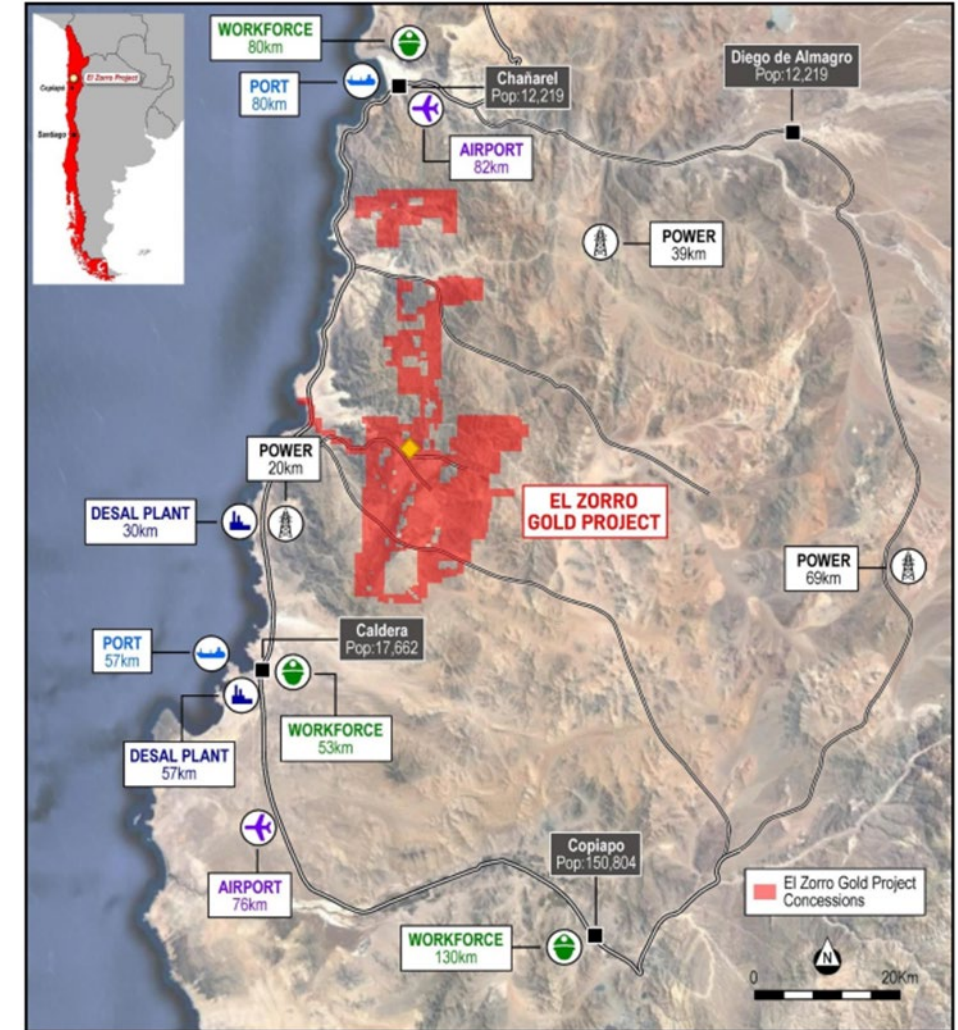 El Zorro Project
Copiapó
Santiago
WORKFORCE
80km
PORT
80km
Chañarel
Pop:12,219
AIRPORT
82km
Diego de Almagro
Pop:12,219
POWER
39km
POWER
20km
DESAL PLANT
30km
EL ZORRO
GOLD PROJECT
POWER
69km
Caldera
Pop:17,662
PORT
57km
WORKFORCE
53km
DESAL PLANT
57km
AIRPORT
76km
Copiapo
Pop:150,804
WORKFORCE
130km
El Zorro Gold Project
Concessions
N
0 20Km